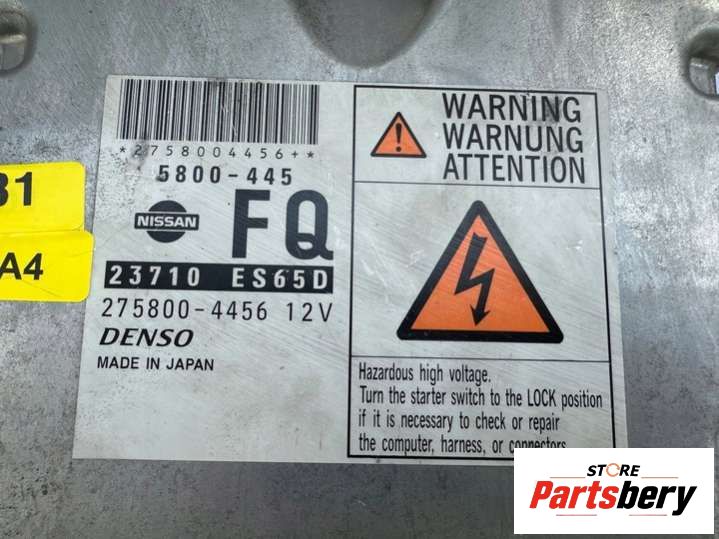 *2758004456+*
5800-445
NISSAN
FQ
23710 ES65D
275800-4456 12V
DENSO
MADE IN JAPAN
WARNING
WARNUNG
ATTENTION
Hazardous high voltage.
Turn the starter switch to the LOCK position
if it is necessary to check or repair
the computer, harness, or connectors
31
A4
STORE
Partsbery